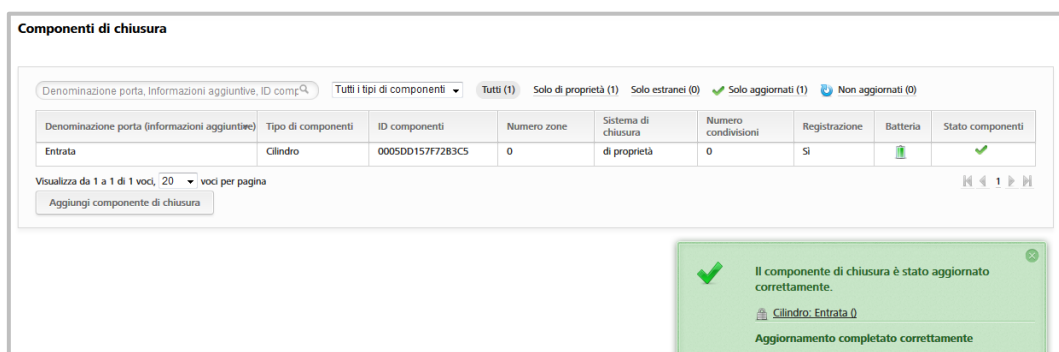 Componenti di chiusura
Denominazione porta, Informazioni aggiuntive, ID comp
Tutti i tipi di componenti
Tutti (1)
Solo di proprietà (1)
Solo estranei (0)
Solo aggiornati (1)
Non aggiornati (0)
Denominazione porta (informazioni aggiuntive)
Tipo di componenti
ID componenti
Numero zone
Sistema di chiusura
Numero condivisioni
Registrazione
Batteria
Stato componenti
Entrata
Cilindro
0005DD157F72B3C5
0
di proprietà
0
Sì
Visualizza da 1 a 1 di 1 voci, 20 voci per pagina
1
Aggiungi componente di chiusura
Il componente di chiusura è stato aggiornato
correttamente.
Cilindro: Entrata ()
Aggiornamento completato correttamente